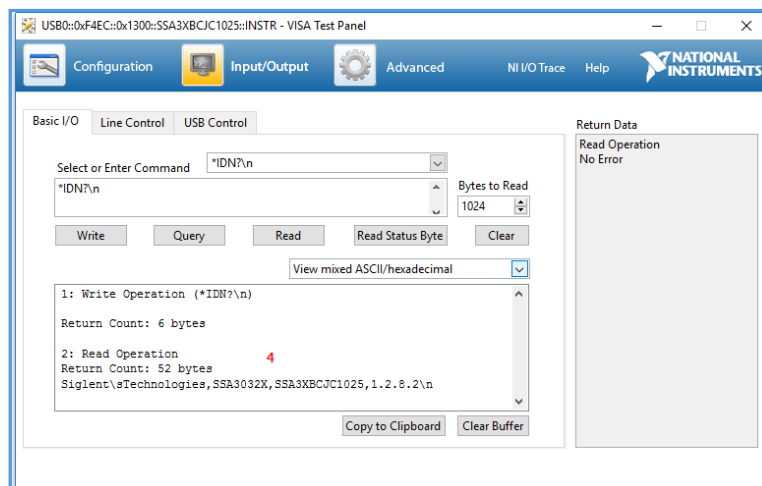 USB0::0xF4EC::0x1300::SSA3XBCJC1025::INSTR - VISA Test Panel
Configuration Input/Output Advanced NI I/O Trace Help NATIONAL INSTRUMENTS
Basic I/O Line Control USB Control
Return Data
Read Operation
No Error
Select or Enter Command *IDN?\n
*IDN?\n
Bytes to Read
1024
Write Query Read Read Status Byte Clear
View mixed ASCII/hexadecimal
1: Write Operation (*IDN?\n)
Return Count: 6 bytes
2: Read Operation
4
Return Count: 52 bytes
Siglent\sTechnologies,SSA3032X,SSA3XBCJC1025,1.2.8.2\n
Copy to Clipboard Clear Buffer